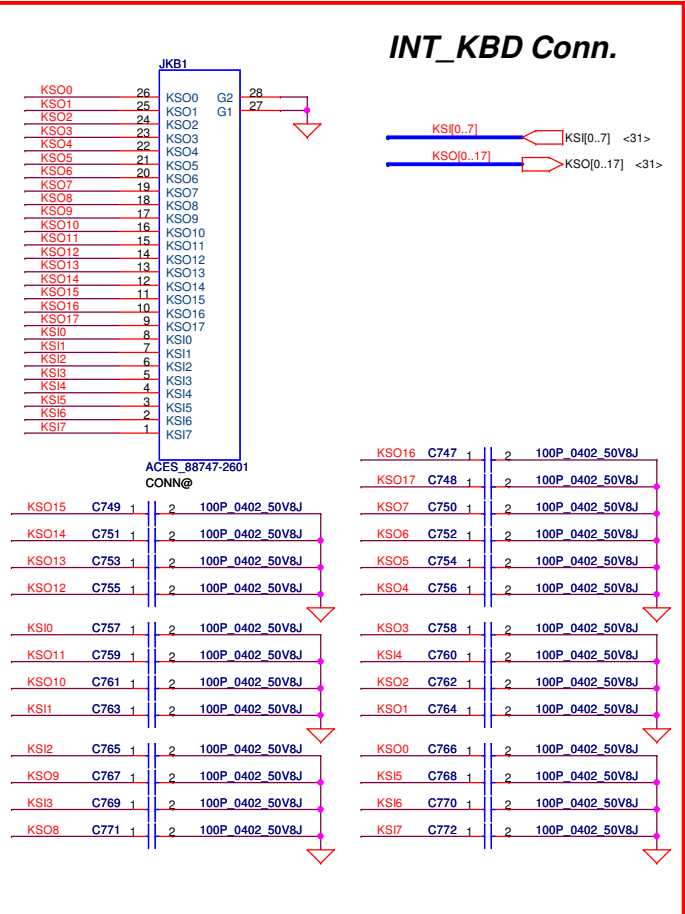 INT_KBD Conn.
JKB1
KSO0 26 KSO0 G2 28
KSO1 25 KSO1 G1 27
KSO2 24 KSO2
KSO3 23 KSO3
KSO4 22 KSO4
KSO5 21 KSO5
KSO6 20 KSO6
KSO7 19 KSO7
KSO8 18 KSO8
KSO9 17 KSO9
KSO10 16 KSO10
KSO11 15 KSO11
KSO12 14 KSO12
KSO13 13 KSO13
KSO14 12 KSO14
KSO15 11 KSO15
KSO16 10 KSO16
KSO17 9 KSO17
KSI0 8 KSI0
KSI1 7 KSI1
KSI2 6 KSI2
KSI3 5 KSI3
KSI4 4 KSI4
KSI5 3 KSI5
KSI6 2 KSI6
KSI7 1 KSI7
ACES_88747-2601
CONN@
KSI[0..7] KSI[0..7] <31>
KSO[0..17] KSO[0..17] <31>
KSO15 C749 1 2 100P_0402_50V8J
KSO14 C751 1 2 100P_0402_50V8J
KSO13 C753 1 2 100P_0402_50V8J
KSO12 C755 1 2 100P_0402_50V8J
KSI0 C757 1 2 100P_0402_50V8J
KSO11 C759 1 2 100P_0402_50V8J
KSO10 C761 1 2 100P_0402_50V8J
KSI1 C763 1 2 100P_0402_50V8J
KSI2 C765 1 2 100P_0402_50V8J
KSO9 C767 1 2 100P_0402_50V8J
KSI3 C769 1 2 100P_0402_50V8J
KSO8 C771 1 2 100P_0402_50V8J
KSO16 C747 1 2 100P_0402_50V8J
KSO17 C748 1 2 100P_0402_50V8J
KSO7 C750 1 2 100P_0402_50V8J
KSO6 C752 1 2 100P_0402_50V8J
KSO5 C754 1 2 100P_0402_50V8J
KSO4 C756 1 2 100P_0402_50V8J
KSO3 C758 1 2 100P_0402_50V8J
KSI4 C760 1 2 100P_0402_50V8J
KSO2 C762 1 2 100P_0402_50V8J
KSO1 C764 1 2 100P_0402_50V8J
KSO0 C766 1 2 100P_0402_50V8J
KSI5 C768 1 2 100P_0402_50V8J
KSI6 C770 1 2 100P_0402_50V8J
KSI7 C772 1 2 100P_0402_50V8J